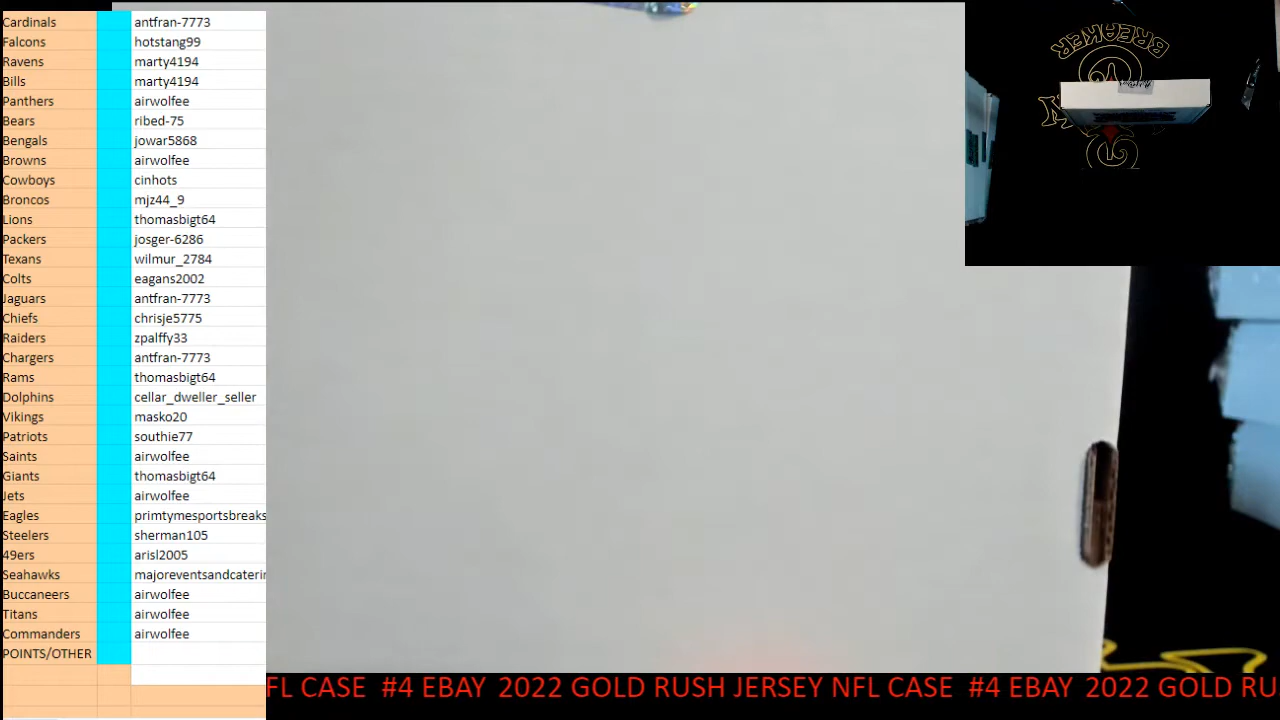 Cardinals antfran-7773
Falcons hotstang99
Ravens marty4194
Bills marty4194
Panthers airwolfee
Bears ribed-75
Bengals jowar5868
Browns airwolfee
Cowboys cinhots
Broncos mjz44_9
Lions thomasbigt64
Packers josger-6286
Texans wilmur_2784
Colts eagans2002
Jaguars antfran-7773
Chiefs chrisje5775
Raiders zpalffy33
Chargers antfran-7773
Rams thomasbigt64
Dolphins cellar_dweller_seller
Vikings masko20
Patriots southie77
Saints airwolfee
Giants thomasbigt64
Jets airwolfee
Eagles primtymesportsbreaks
Steelers sherman105
49ers arisl2005
Seahawks majoreventsandcaterin
Buccaneers airwolfee
Titans airwolfee
Commanders airwolfee
POINTS/OTHER
BREAKER
FL CASE #4 EBAY 2022 GOLD RUSH JERSEY NFL CASE #4 EBAY 2022 GOLD RU